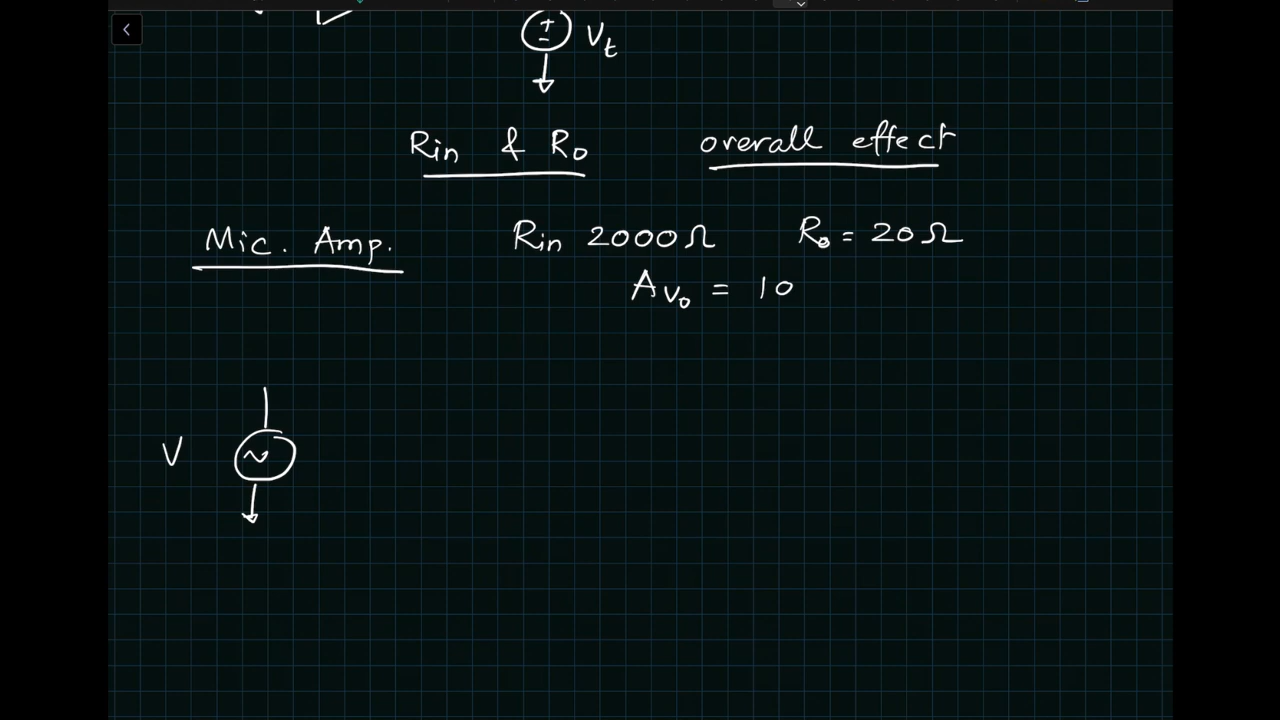 +
- Vt
Rin & Ro overall effect
Mic. Amp. Rin 2000Ω Ro = 20Ω
Avo = 10
V ~